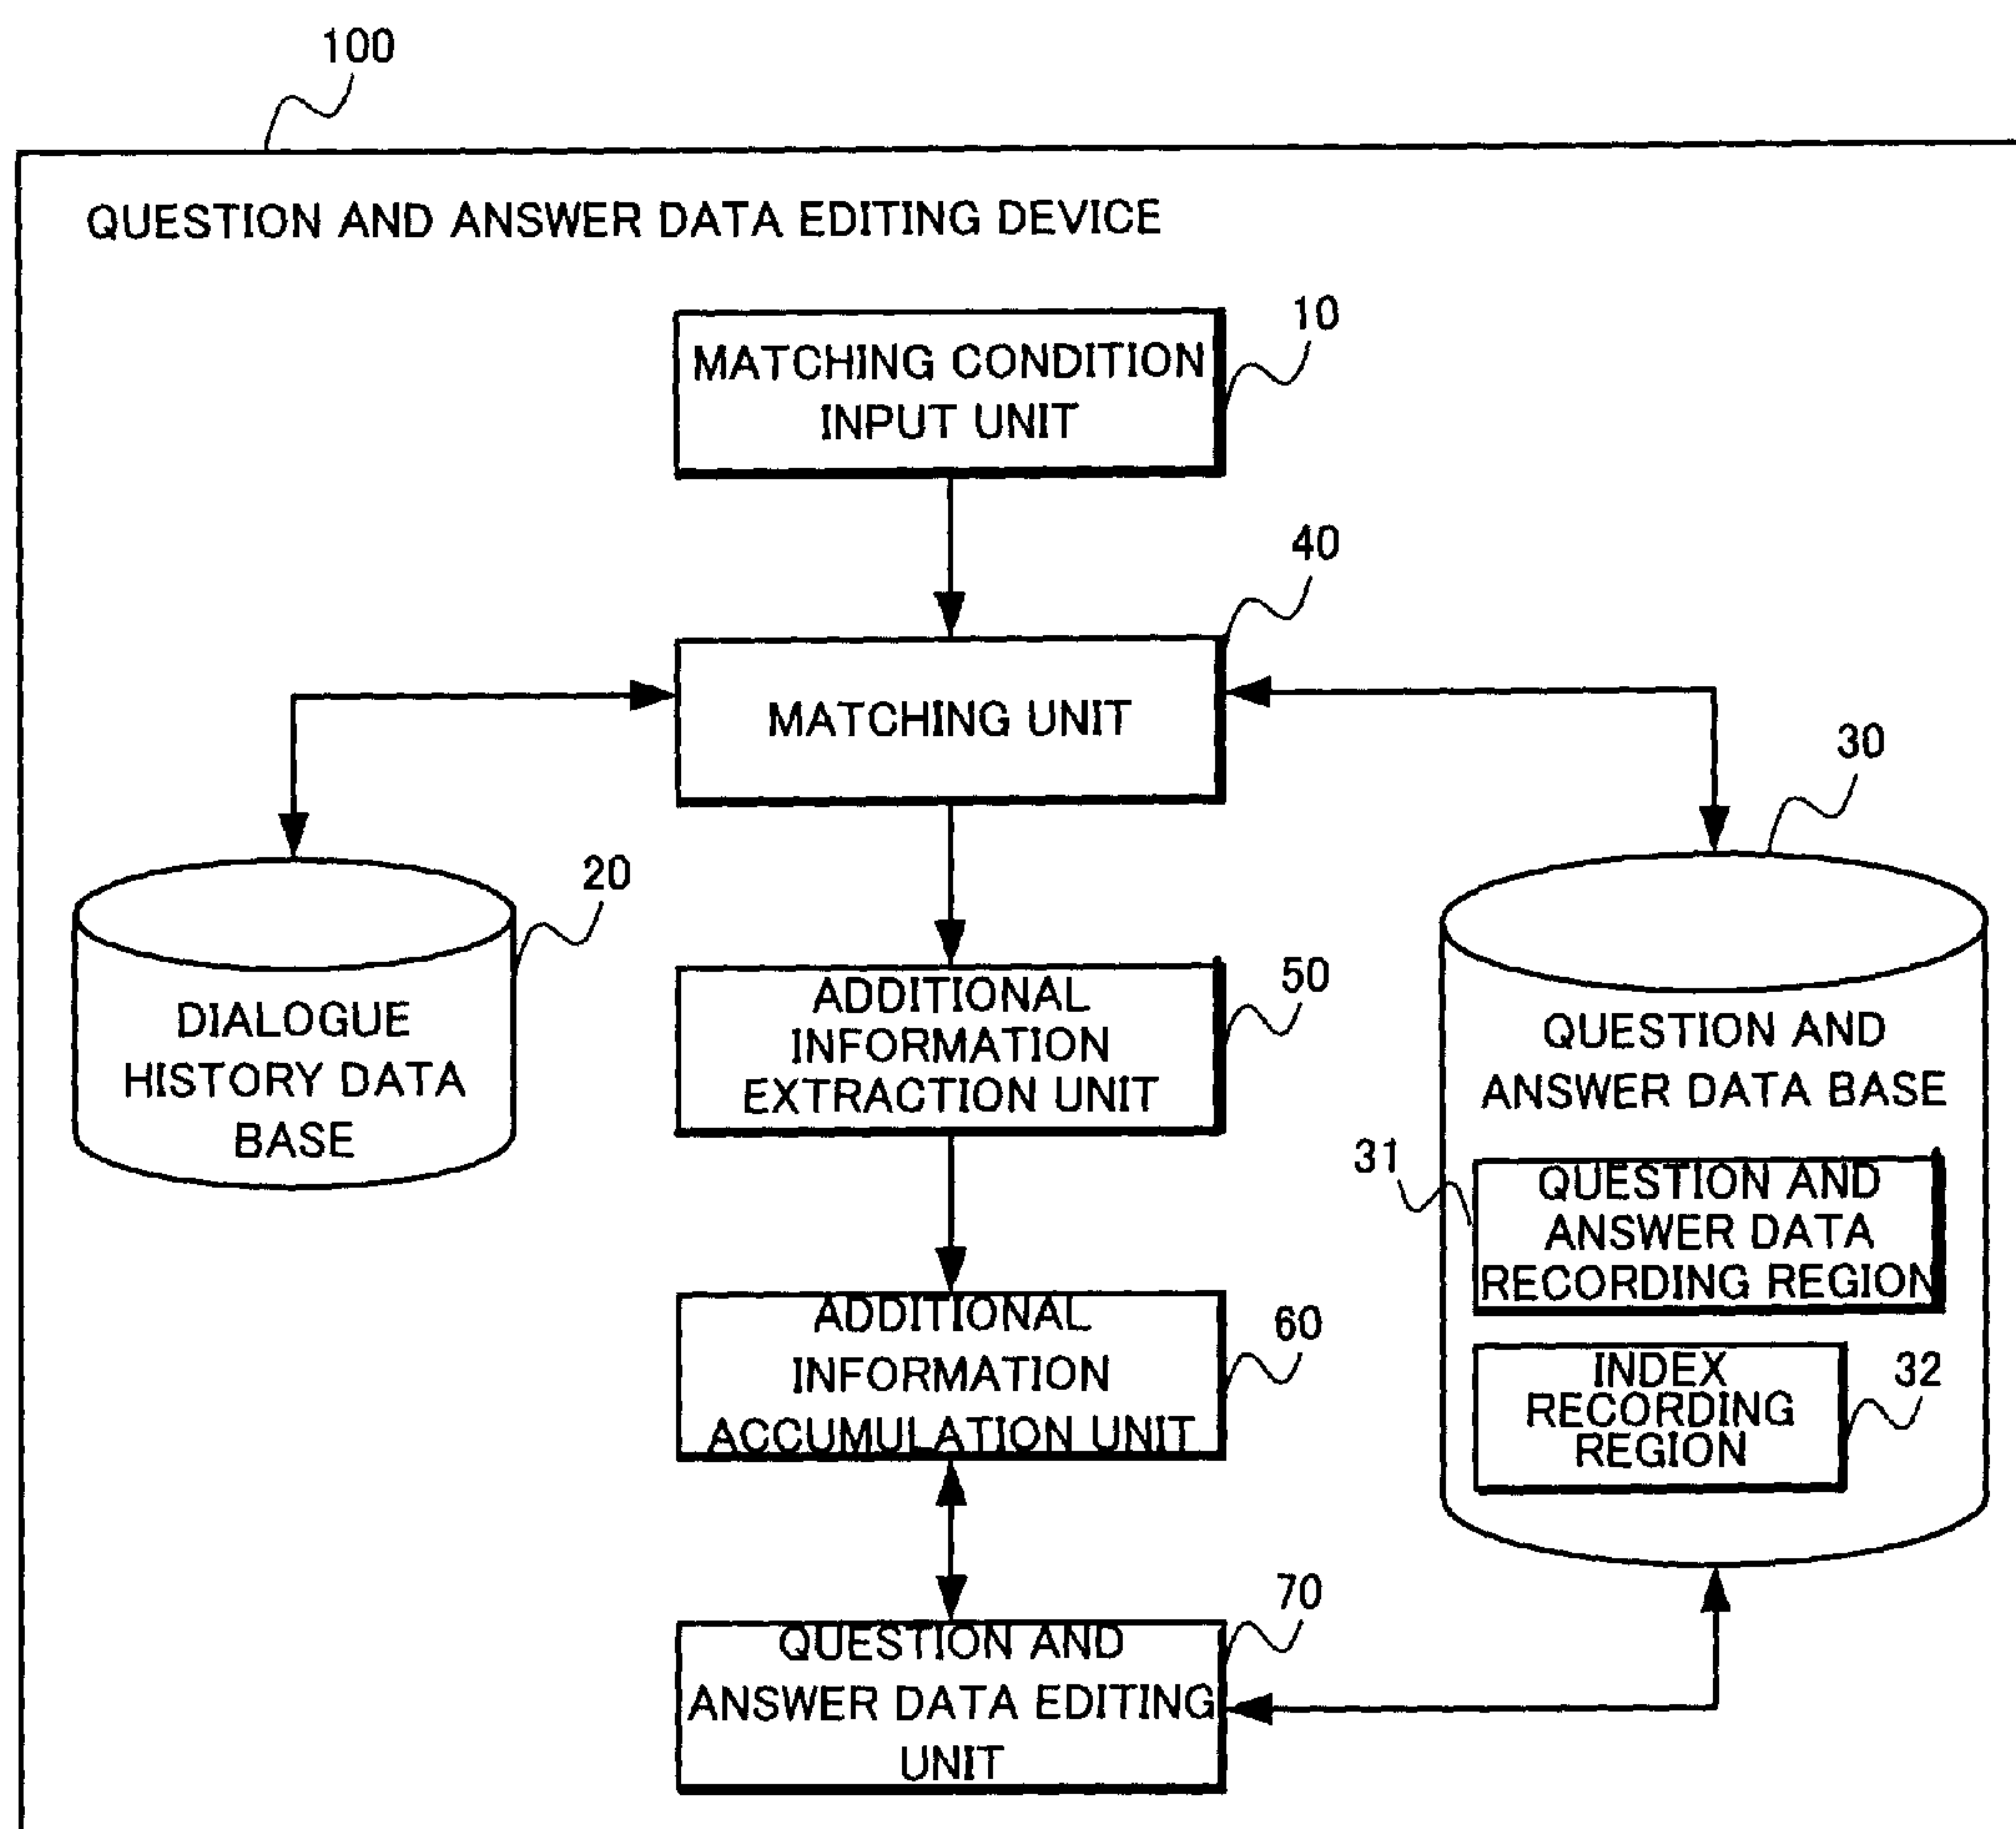 100
QUESTION AND ANSWER DATA EDITING DEVICE
10
MATCHING CONDITION
INPUT UNIT
40
MATCHING UNIT
30
20
DIALOGUE
HISTORY DATA
BASE
50
ADDITIONAL
INFORMATION
EXTRACTION UNIT
QUESTION AND
ANSWER DATA BASE
31
QUESTION AND
ANSWER DATA
RECORDING REGION
60
ADDITIONAL
INFORMATION
ACCUMULATION UNIT
32
INDEX
RECORDING
REGION
70
QUESTION AND
ANSWER DATA EDITING
UNIT